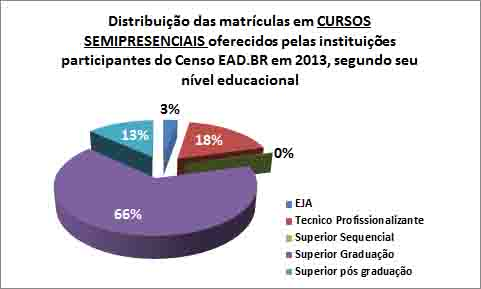 Distribuição das matrículas em CURSOS
SEMIPRESENCIAIS oferecidos pelas instituições
participantes do Censo EAD.BR em 2013, segundo seu
nível educacional
3%
18%
0%
13%
66%
EJA
Tecnico Profissionalizante
Superior Sequencial
Superior Graduação
Superior pós graduação